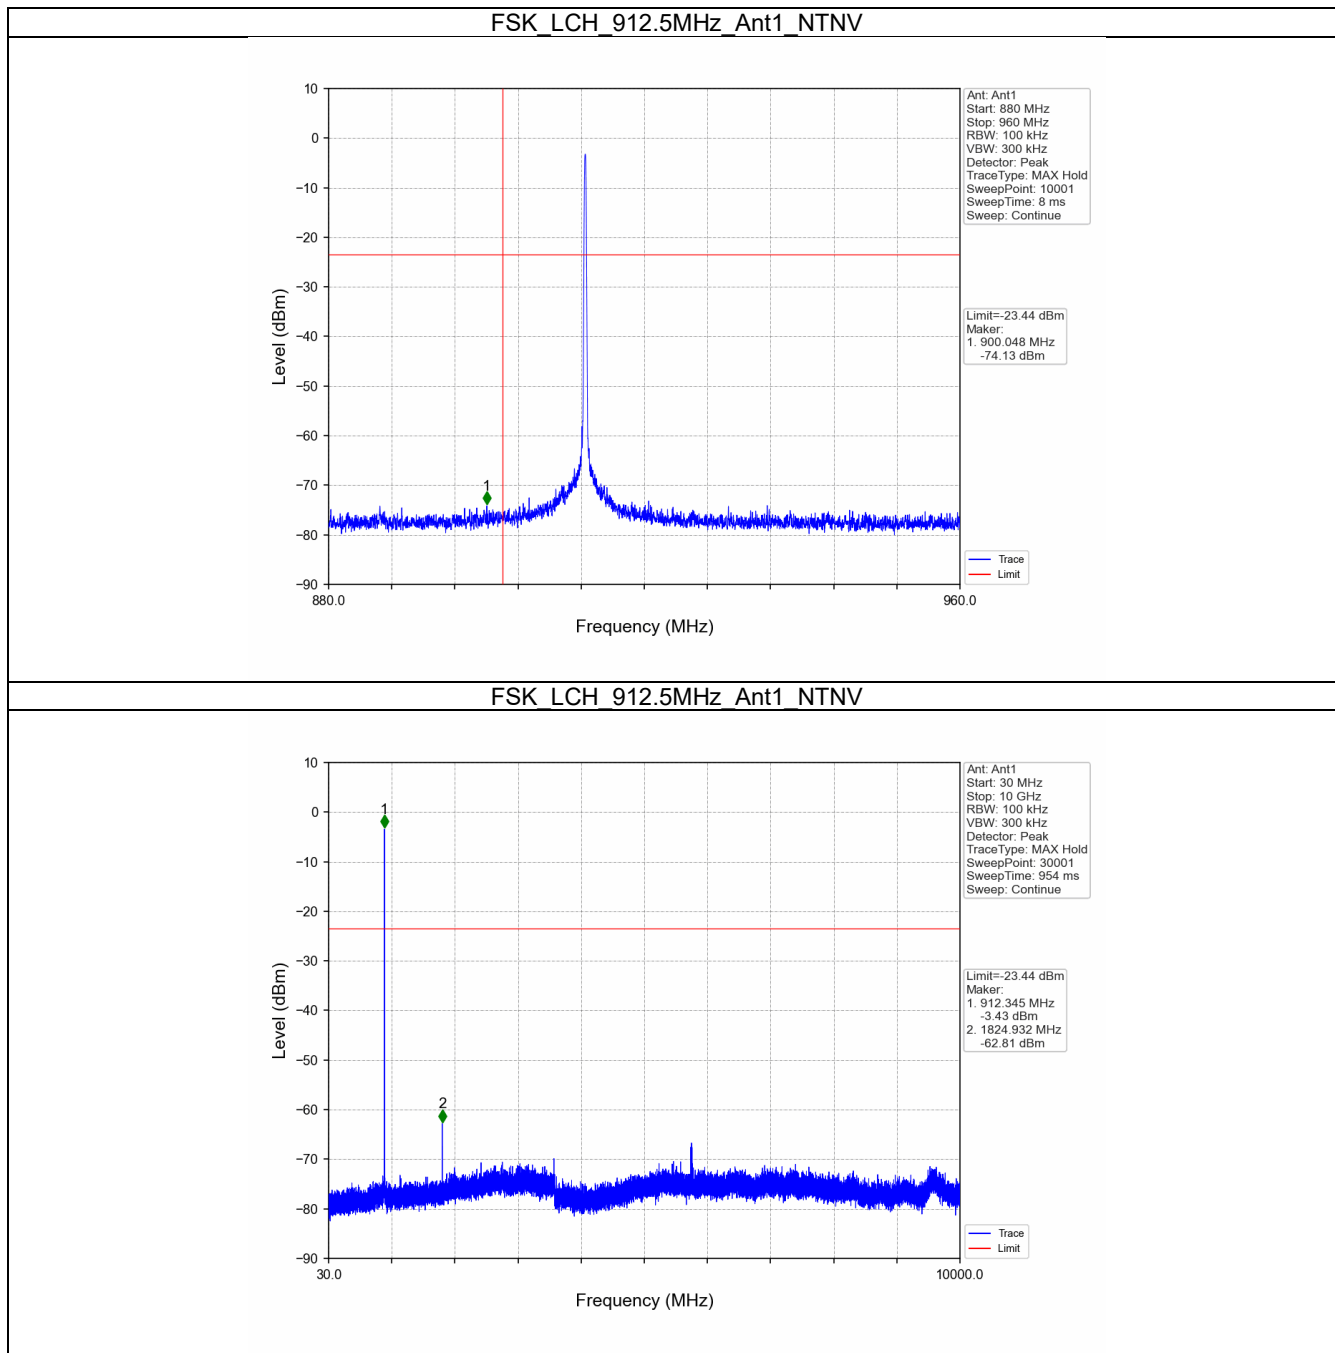 FSK_LCH_912.5MHz_Ant1_NTNV
10
0
−10
−20
−30
−40
−50
−60
−70
−80
−90
Level (dBm)
1
880.0
960.0
Frequency (MHz)
Ant: Ant1
Start: 880 MHz
Stop: 960 MHz
RBW: 100 kHz
VBW: 300 kHz
Detector: Peak
TraceType: MAX Hold
SweepPoint: 10001
SweepTime: 8 ms
Sweep: Continue
Limit=-23.44 dBm
Maker:
1. 900.048 MHz
-74.13 dBm
Trace
Limit
FSK_LCH_912.5MHz_Ant1_NTNV
10
0
−10
−20
−30
−40
−50
−60
−70
−80
−90
Level (dBm)
1
2
30.0
10000.0
Frequency (MHz)
Ant: Ant1
Start: 30 MHz
Stop: 10 GHz
RBW: 100 kHz
VBW: 300 kHz
Detector: Peak
TraceType: MAX Hold
SweepPoint: 30001
SweepTime: 954 ms
Sweep: Continue
Limit=-23.44 dBm
Maker:
1. 912.345 MHz
-3.43 dBm
2. 1824.932 MHz
-62.81 dBm
Trace
Limit